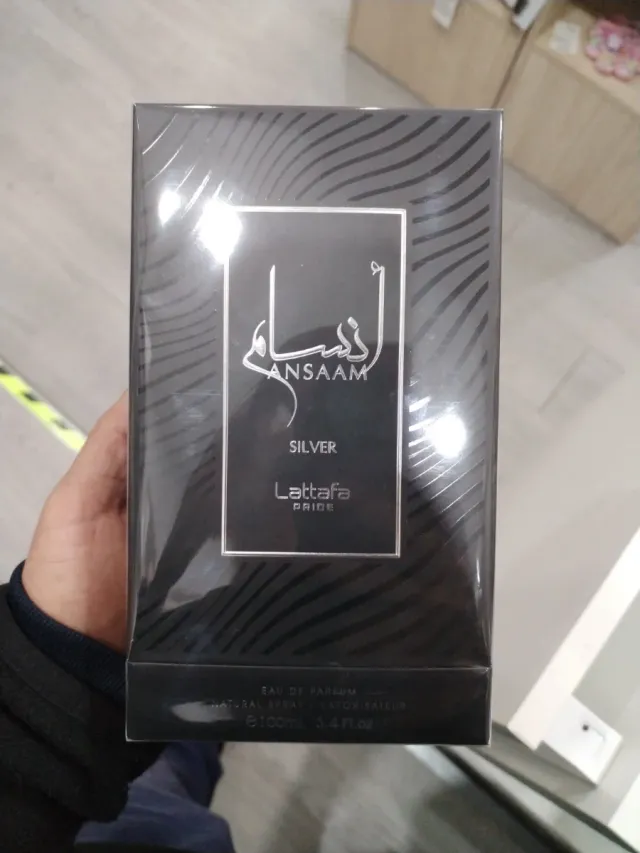 أنسام
ANSAAM
SILVER
Lattafa
PRIDE
EAU DE PARFUM
NATURAL SPRAY / VAPORISATEUR
℮100ml 3.4 fl.oz